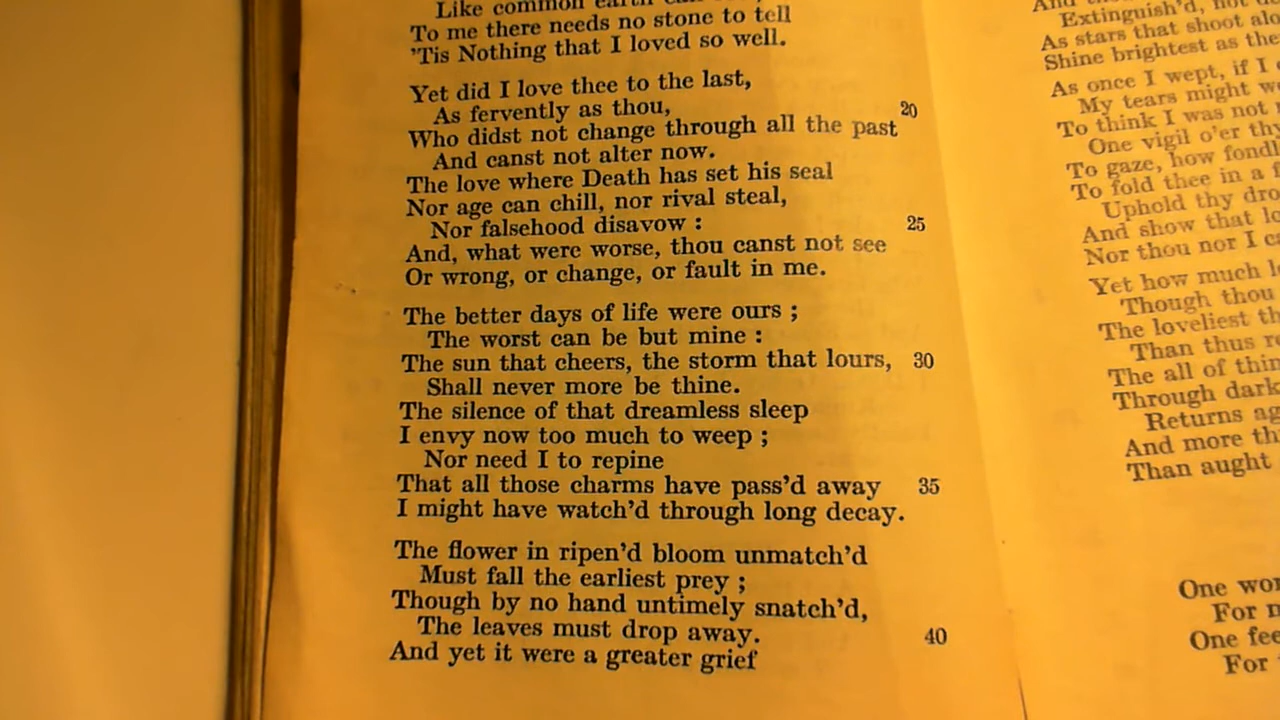 Like common earth can
To me there needs no stone to tell
'Tis Nothing that I loved so well.
Yet did I love thee to the last,
As fervently as thou, 20
Who didst not change through all the past
And canst not alter now.
The love where Death has set his seal
Nor age can chill, nor rival steal,
Nor falsehood disavow : 25
And, what were worse, thou canst not see
Or wrong, or change, or fault in me.
The better days of life were ours ;
The worst can be but mine :
The sun that cheers, the storm that lours, 30
Shall never more be thine.
The silence of that dreamless sleep
I envy now too much to weep ;
Nor need I to repine
That all those charms have pass'd away 35
I might have watch'd through long decay.
The flower in ripen'd bloom unmatch'd
Must fall the earliest prey ;
Though by no hand untimely snatch'd,
The leaves must drop away. 40
And yet it were a greater grief
Extinguish'd, not
As stars that shoot
Shine brightest as
As once I wept, if I
My tears might
To think I was not
One vigil o'er
To gaze, how
To fold thee in a
Uphold thy
And show that
Nor thou nor I
Yet how much
Though thou
The loveliest
Than thus
The all of
Through dark
Returns
And more
Than aught
One
For
One
For